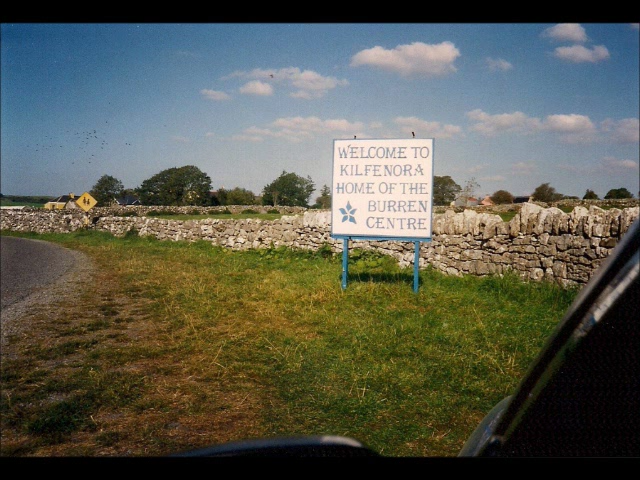 WELCOME TO
KILFENORA
HOME OF THE
BURREN
CENTRE